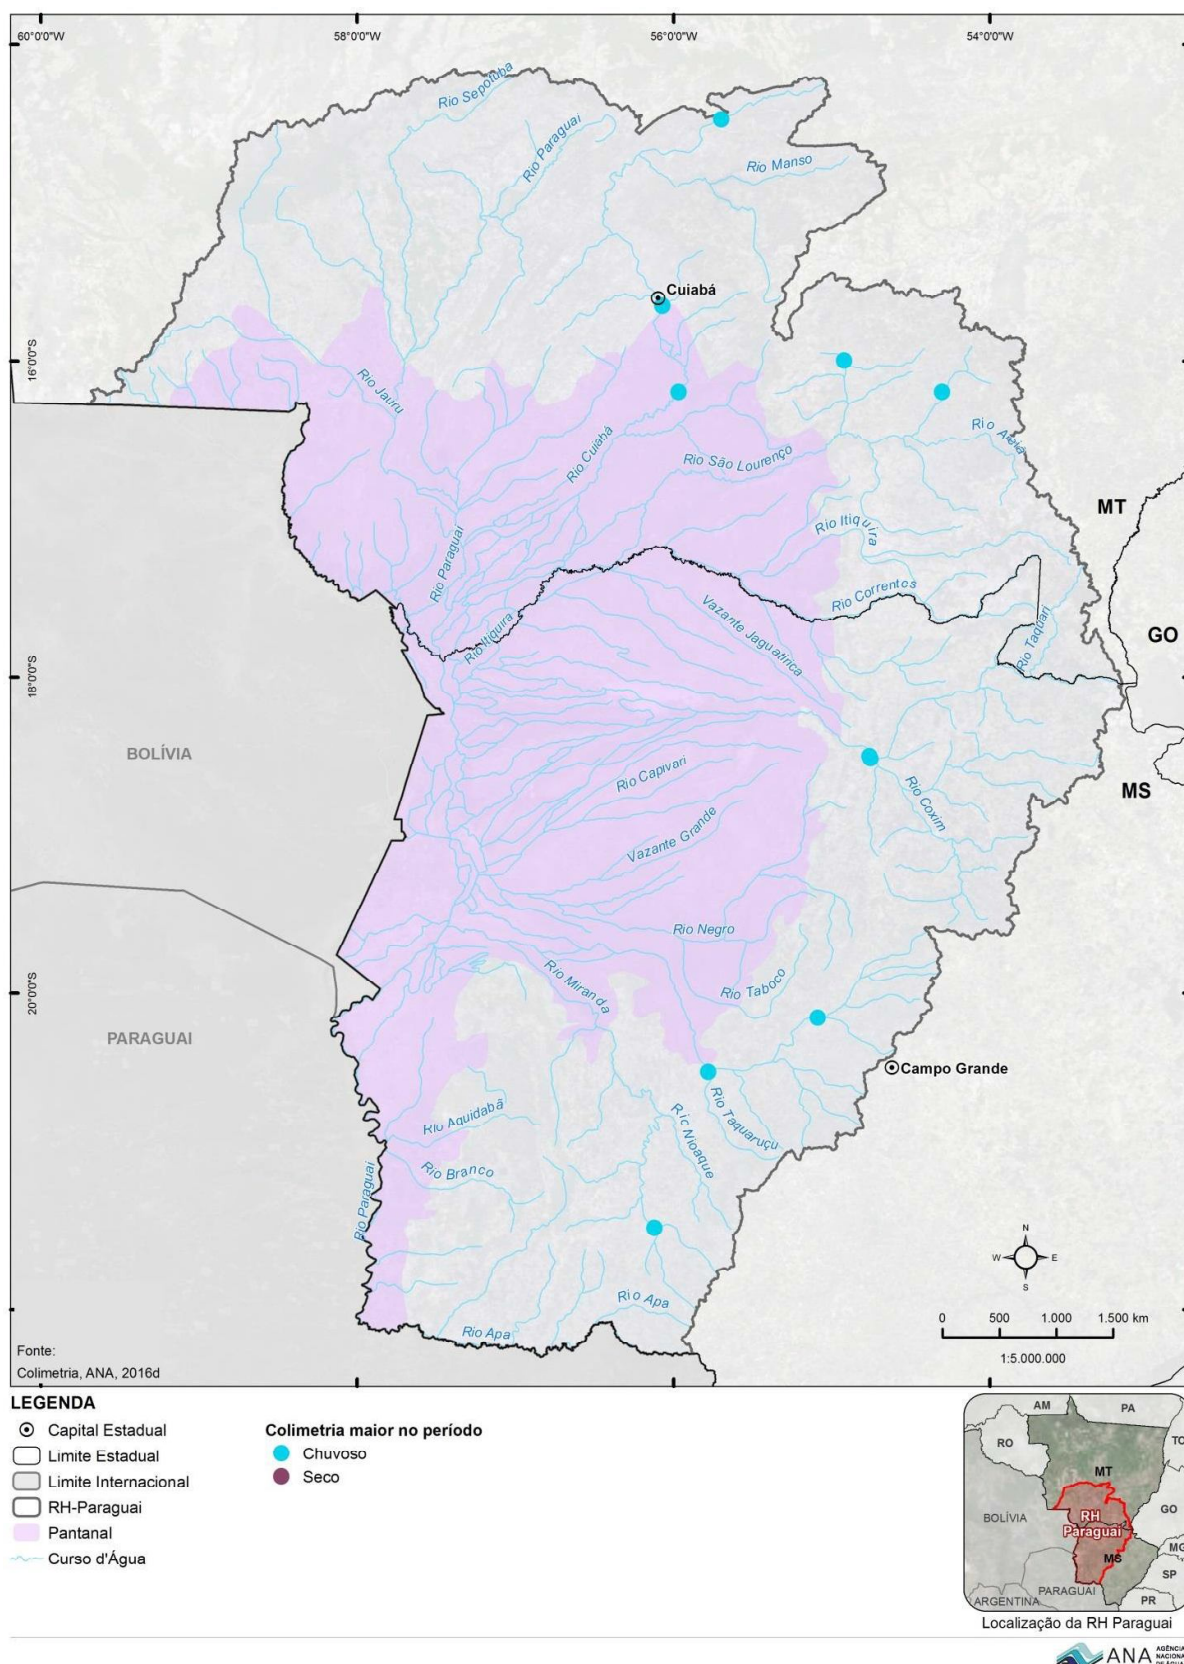 60°0'0"W
58°0'0"W
56°0'0"W
54°0'0"W
Rio Sepotuba
Rio Paraguai
Rio Manso
Cuiabá
16°0'0"S
Rio Jauru
Rio Cuiabá
Rio São Lourenço
Rio Areia
MT
Rio Itiquira
Rio Paraguai
Rio Correntes
Vazante Jaguatirica
Rio Itiquira
Rio Taquari
GO
18°0'0"S
BOLÍVIA
Rio Capivari
Rio Coxim
MS
Vazante Grande
Rio Negro
Rio Miranda
Rio Taboco
20°0'0"S
PARAGUAI
Campo Grande
Rio Aquidabã
Rio Nioaque
Rio Taquaruçu
Rio Branco
Rio Paraguai
N
W
E
S
Rio Apa
Rio Apa
0 500 1.000 1.500 km
1:5.000.000
Fonte:
Colimetria, ANA, 2016d
LEGENDA
Capital Estadual
Limite Estadual
Limite Internacional
RH-Paraguai
Pantanal
Curso d'Água
Colimetria maior no período
Chuvoso
Seco
AM
PA
RO
TO
MT
BOLÍVIA
RH
Paraguai
GO
MS
MG
SP
PARAGUAI
ARGENTINA
PR
Localização da RH Paraguai
ANA
AGÊNCIA
NACIONA
DE ÁGUA